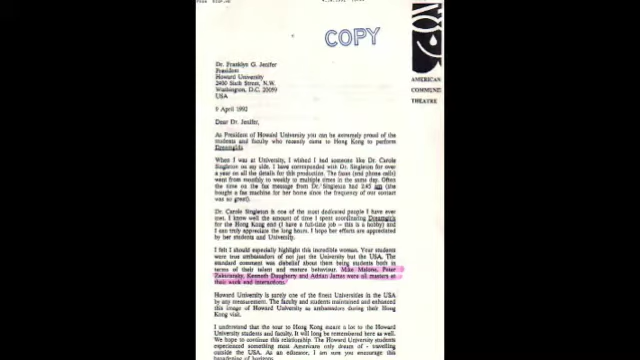 COPY
AMERICAN
COMMUNI
THEATRE
Dr. Franklyn G. Jenifer
President
Howard University
2400 Sixth Street, N.W.
Washington, D.C. 20059
USA
9 April 1992
Dear Dr. Jenifer,
As President of Howard University you can be extremely proud of the
students and faculty who recently came to Hong Kong to perform
Dreamgirls.
When I was at University, I wished I had someone like Dr. Carole
Singleton on my side. I have corresponded with Dr. Singleton for over
a year on all the details for this production. The faxes (and phone calls)
went from monthly to weekly to multiple times in the same day. Often
the time on the fax message from Dr. Singleton had 2:45 am (she
bought a fax machine for her home since the frequency of our contact
was so great).
Dr. Carole Singleton is one of the most dedicated people I have ever
met. I know well the amount of time I spent coordinating Dreamgirls
for the Hong Kong end (I have a full-time job -- this is a hobby) and
I can truly appreciate the long hours. I hope her efforts are appreciated
by her students and University.
I felt I should especially highlight this incredible woman. Your students
were true ambassadors of not just the University but the USA. The
standard comment was disbelief about them being students both in
terms of their talent and mature behaviour. Mike Malone, Peter
Kenneth Daugherty and Adrian James were all masters at
their work and interactions.
Howard University is surely one of the finest Universities in the USA
by any measurement. The faculty and students maintained and enhanced
this image of Howard University as ambassadors during their Hong
Kong visit.
I understand that the tour to Hong Kong meant a lot to the Howard
University students and faculty. It will long be remembered here as well.
We hope to continue this relationship. The Howard University students
experienced something most Americans only dream of - travelling
outside the USA. As an educator, I am sure you encourage this
broadening of horizons.